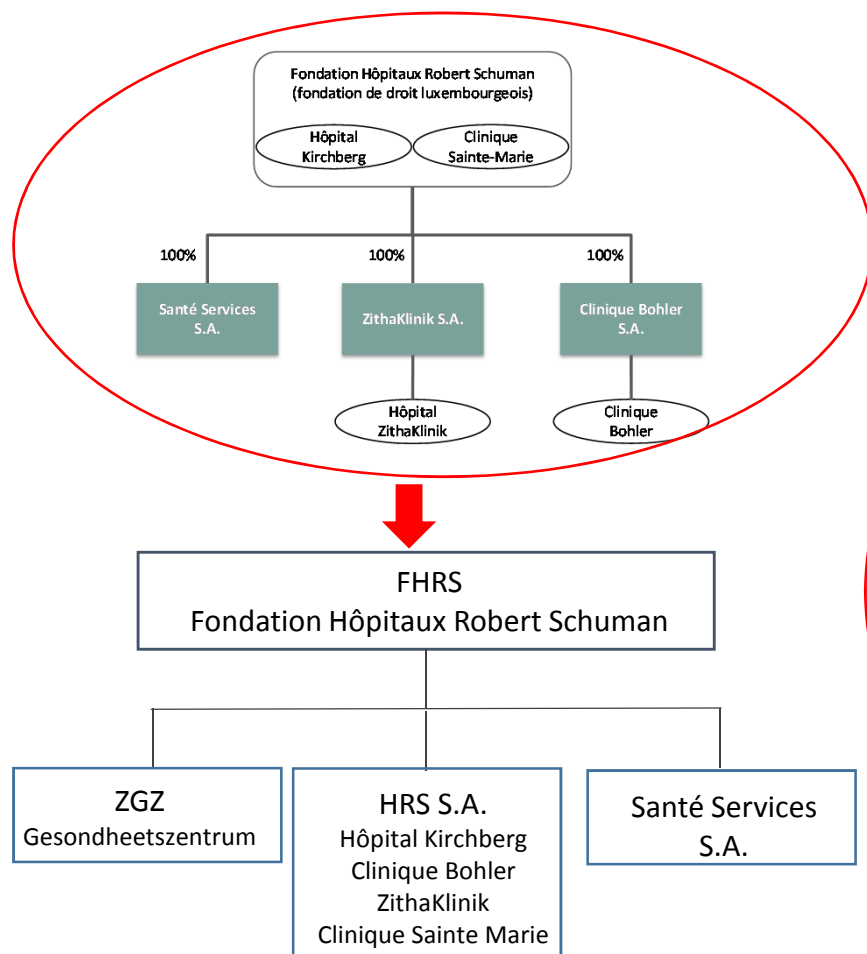 Fondation Hôpitaux Robert Schuman
(fondation de droit luxembourgeois)
Hôpital
Kirchberg
Clinique
Sainte-Marie
100%
100%
100%
Santé Services
S.A.
ZithaKlinik S.A.
Clinique Bohler
S.A.
Hôpital
ZithaKlinik
Clinique
Bohler
FHRS
Fondation Hôpitaux Robert Schuman
ZGZ
Gesondheetszentrum
HRS S.A.
Hôpital Kirchberg
Clinique Bohler
ZithaKlinik
Clinique Sainte Marie
Santé Services
S.A.